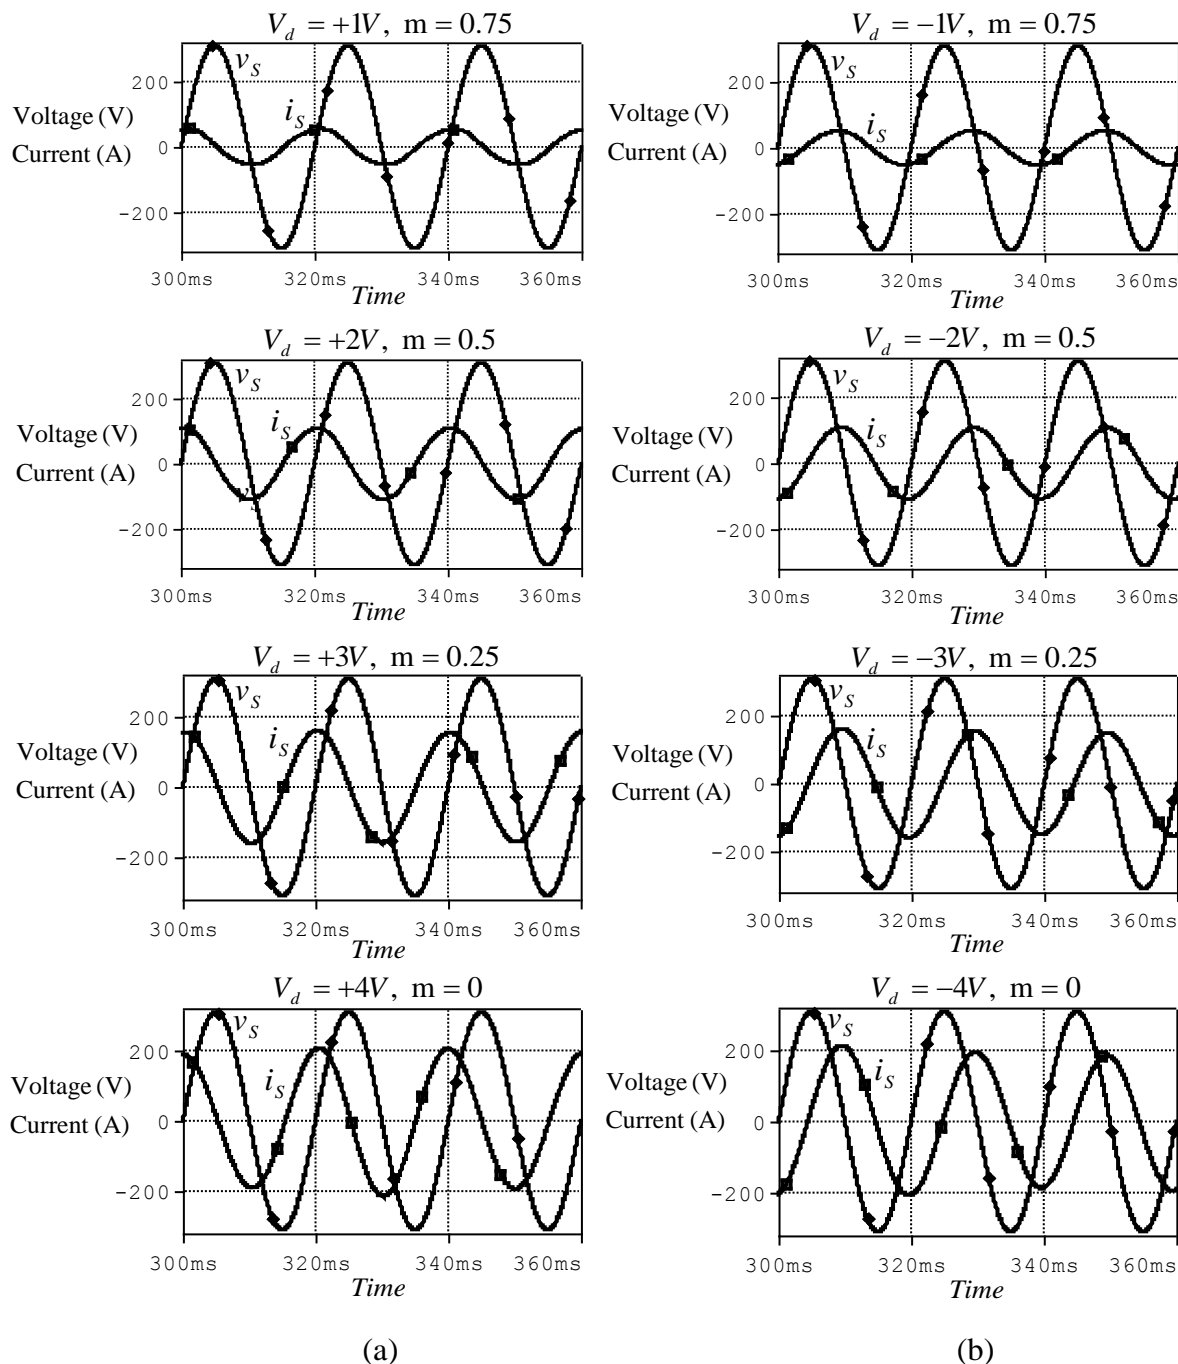 V_d = +1V, m = 0.75
v_S
i_S
200
0
-200
Voltage (V)
Current (A)
300ms 320ms 340ms 360ms
Time
V_d = −1V, m = 0.75
v_S
i_S
200
0
-200
Voltage (V)
Current (A)
300ms 320ms 340ms 360ms
Time
V_d = +2V, m = 0.5
v_S
i_S
200
0
-200
Voltage (V)
Current (A)
300ms 320ms 340ms 360ms
Time
V_d = −2V, m = 0.5
v_S
i_S
200
0
-200
Voltage (V)
Current (A)
300ms 320ms 340ms 360ms
Time
V_d = +3V, m = 0.25
v_S
i_S
200
0
-200
Voltage (V)
Current (A)
300ms 320ms 340ms 360ms
Time
V_d = −3V, m = 0.25
v_S
i_S
200
0
-200
Voltage (V)
Current (A)
300ms 320ms 340ms 360ms
Time
V_d = +4V, m = 0
v_S
i_S
200
0
-200
Voltage (V)
Current (A)
300ms 320ms 340ms 360ms
Time
V_d = −4V, m = 0
v_S
i_S
200
0
-200
Voltage (V)
Current (A)
300ms 320ms 340ms 360ms
Time
(a)
(b)